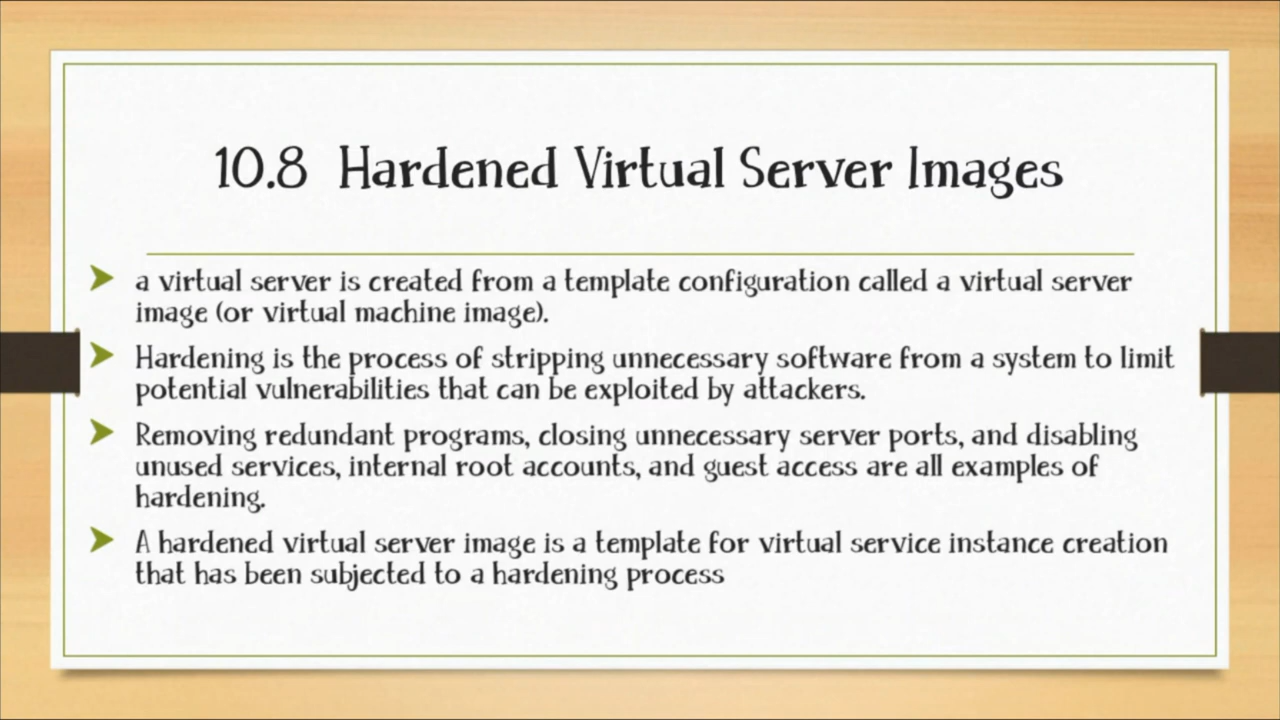 10.8 Hardened Virtual Server Images
a virtual server is created from a template configuration called a virtual server
image (or virtual machine image).
Hardening is the process of stripping unnecessary software from a system to limit
potential vulnerabilities that can be exploited by attackers.
Removing redundant programs, closing unnecessary server ports, and disabling
unused services, internal root accounts, and guest access are all examples of
hardening.
A hardened virtual server image is a template for virtual service instance creation
that has been subjected to a hardening process